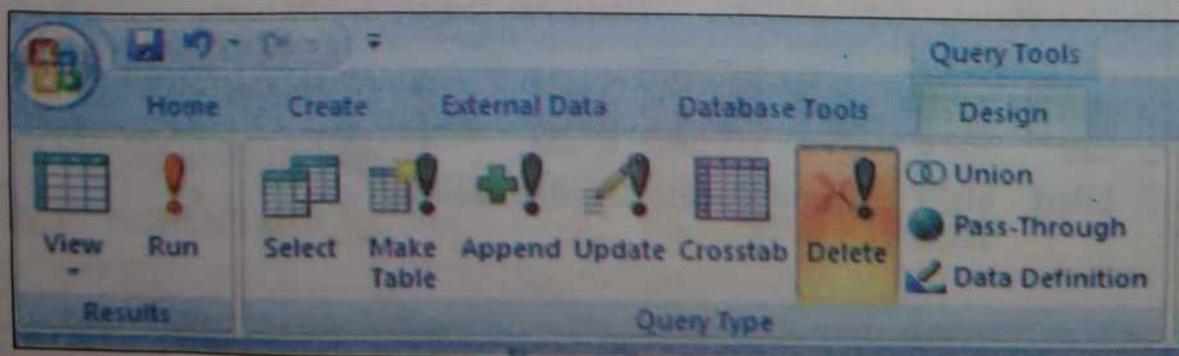 Query Tools
Home Create External Data Database Tools Design
View Run Select Make Table Append Update Crosstab Delete
Union
Pass-Through
Data Definition
Results Query Type